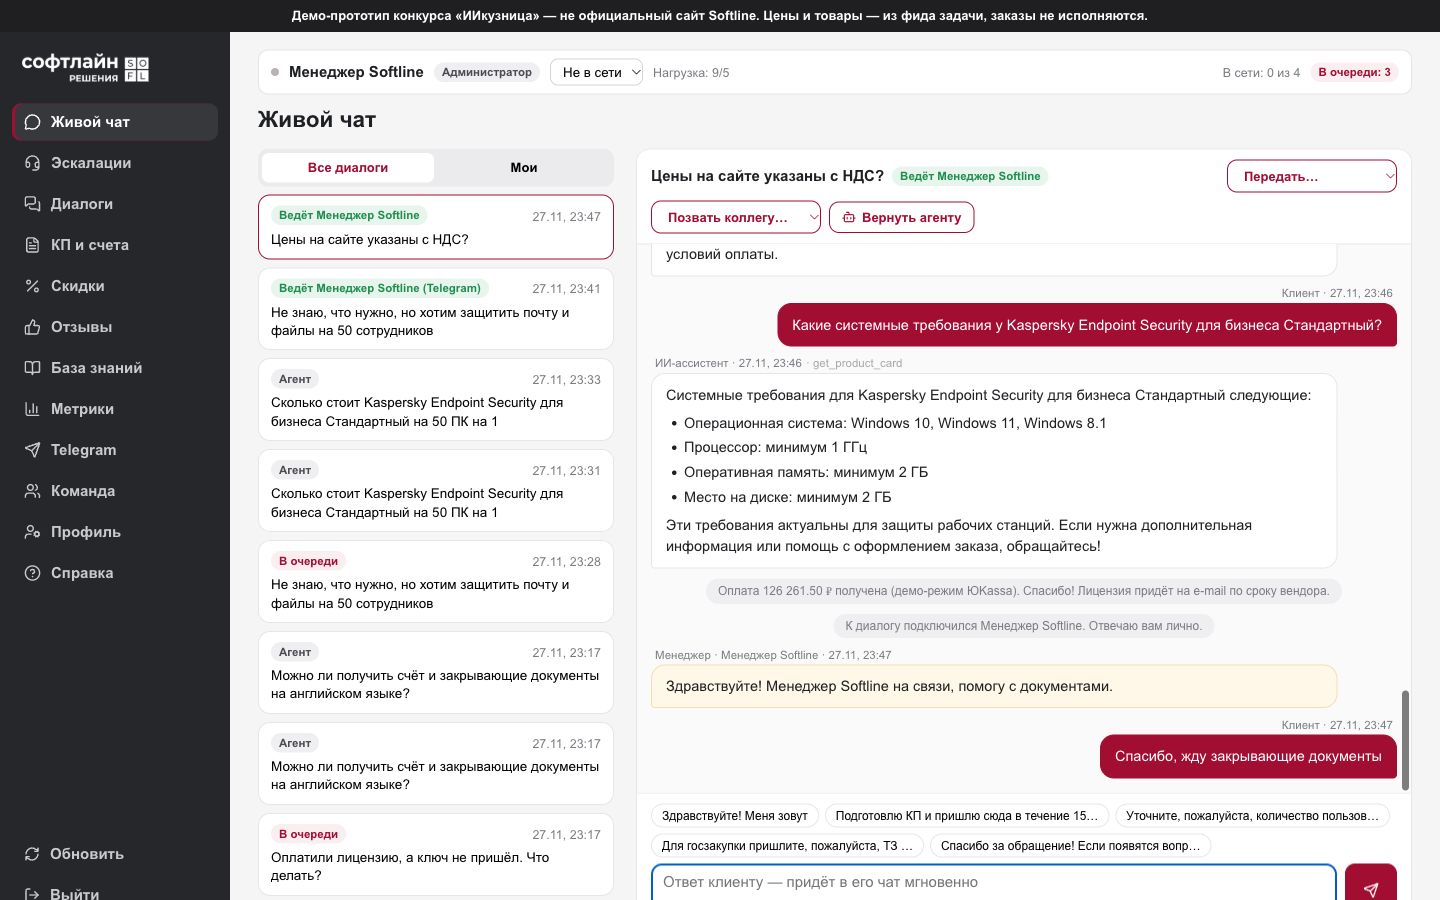 Демо-прототип конкурса «ИИкузница» — не официальный сайт Softline. Цены и товары — из фида задачи, заказы не исполняются.
софтлайн
РЕШЕНИЯ
SO
FL
Живой чат
Эскалации
Диалоги
КП и счета
Скидки
Отзывы
База знаний
Метрики
Telegram
Команда
Профиль
Справка
Обновить
Выйти
Менеджер Softline
Администратор
Не в сети
Нагрузка: 9/5
В сети: 0 из 4
В очереди: 3
Живой чат
Все диалоги
Мои
Ведёт Менеджер Softline
27.11, 23:47
Цены на сайте указаны с НДС?
Ведёт Менеджер Softline (Telegram)
27.11, 23:41
Не знаю, что нужно, но хотим защитить почту и
файлы на 50 сотрудников
Агент
27.11, 23:33
Сколько стоит Kaspersky Endpoint Security для
бизнеса Стандартный на 50 ПК на 1
Агент
27.11, 23:31
Сколько стоит Kaspersky Endpoint Security для
бизнеса Стандартный на 50 ПК на 1
В очереди
27.11, 23:28
Не знаю, что нужно, но хотим защитить почту и
файлы на 50 сотрудников
Агент
27.11, 23:17
Можно ли получить счёт и закрывающие документы
на английском языке?
Агент
27.11, 23:17
Можно ли получить счёт и закрывающие документы
на английском языке?
В очереди
27.11, 23:17
Оплатили лицензию, а ключ не пришёл. Что
делать?
Цены на сайте указаны с НДС?
Ведёт Менеджер Softline
Передать...
Позвать коллегу...
Вернуть агенту
условий оплаты.
Клиент · 27.11, 23:46
Какие системные требования у Kaspersky Endpoint Security для бизнеса Стандартный?
ИИ-ассистент · 27.11, 23:46 · get_product_card
Системные требования для Kaspersky Endpoint Security для бизнеса Стандартный следующие:
• Операционная система: Windows 10, Windows 11, Windows 8.1
• Процессор: минимум 1 ГГц
• Оперативная память: минимум 2 ГБ
• Место на диске: минимум 2 ГБ
Эти требования актуальны для защиты рабочих станций. Если нужна дополнительная
информация или помощь с оформлением заказа, обращайтесь!
Оплата 126 261.50 ₽ получена (демо-режим ЮKassa). Спасибо! Лицензия придёт на e-mail по сроку вендора.
К диалогу подключился Менеджер Softline. Отвечаю вам лично.
Менеджер · Менеджер Softline · 27.11, 23:47
Здравствуйте! Менеджер Softline на связи, помогу с документами.
Клиент · 27.11, 23:47
Спасибо, жду закрывающие документы
Здравствуйте! Меня зовут
Подготовлю КП и пришлю сюда в течение 15...
Уточните, пожалуйста, количество пользов...
Для госзакупки пришлите, пожалуйста, ТЗ ...
Спасибо за обращение! Если появятся вопр...
Ответ клиенту — придёт в его чат мгновенно